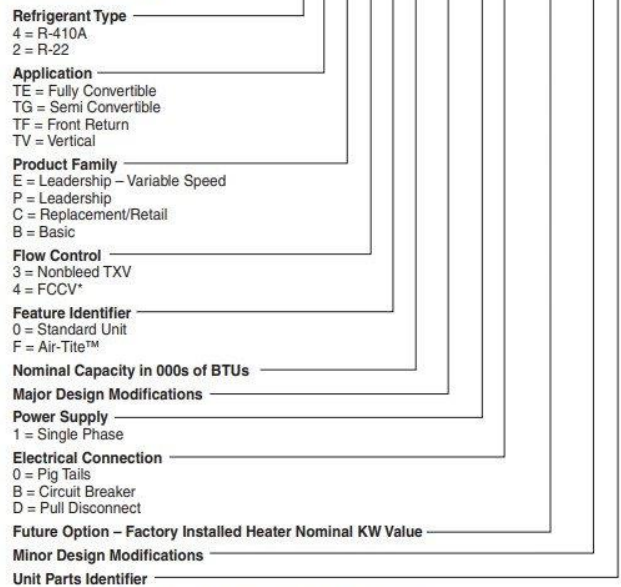 Refrigerant Type
4 = R-410A
2 = R-22
Application
TE = Fully Convertible
TG = Semi Convertible
TF = Front Return
TV = Vertical
Product Family
E = Leadership – Variable Speed
P = Leadership
C = Replacement/Retail
B = Basic
Flow Control
3 = Nonbleed TXV
4 = FCCV*
Feature Identifier
0 = Standard Unit
F = Air-Tite™
Nominal Capacity in 000s of BTUs
Major Design Modifications
Power Supply
1 = Single Phase
Electrical Connection
0 = Pig Tails
B = Circuit Breaker
D = Pull Disconnect
Future Option – Factory Installed Heater Nominal KW Value
Minor Design Modifications
Unit Parts Identifier